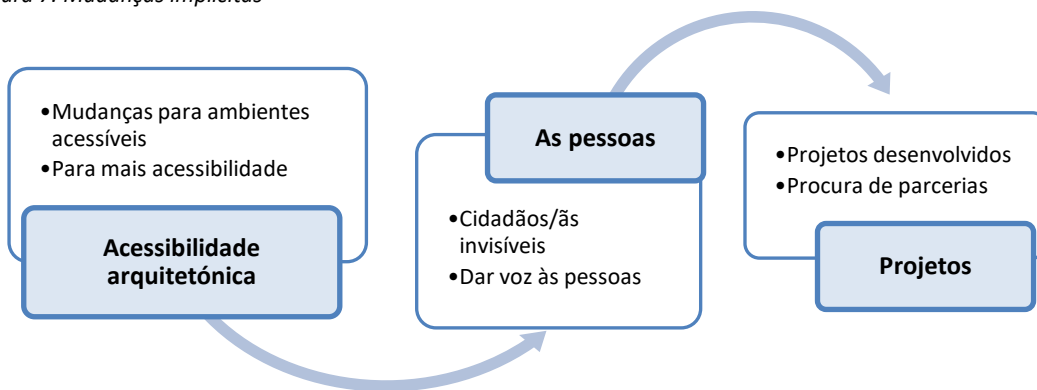 7. Mudanças implícitas
•Mudanças para ambientes
acessíveis
•Para mais acessibilidade
Acessibilidade
arquitetónica
As pessoas
•Cidadãos/ãs
invisíveis
•Dar voz às pessoas
•Projetos desenvolvidos
•Procura de parcerias
Projetos